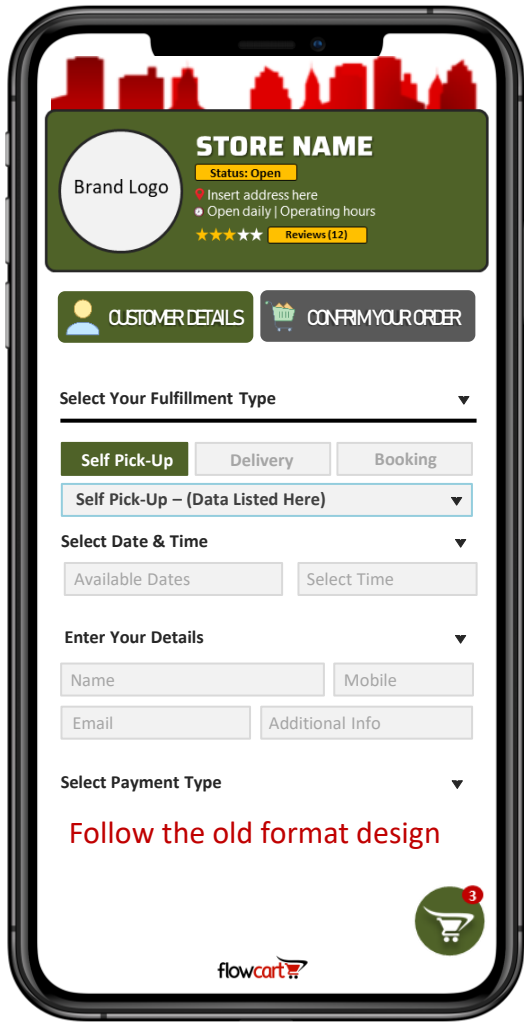 STORE NAME
Brand Logo
Status: Open
Insert address here
Open daily | Operating hours
Reviews (12)
CUSTOMER DETAILS
CONFRIM YOUR ORDER
Select Your Fulfillment Type
Self Pick-Up
Delivery
Booking
Self Pick-Up – (Data Listed Here)
Select Date & Time
Available Dates
Select Time
Enter Your Details
Name
Mobile
Email
Additional Info
Select Payment Type
Follow the old format design
3
flowcart